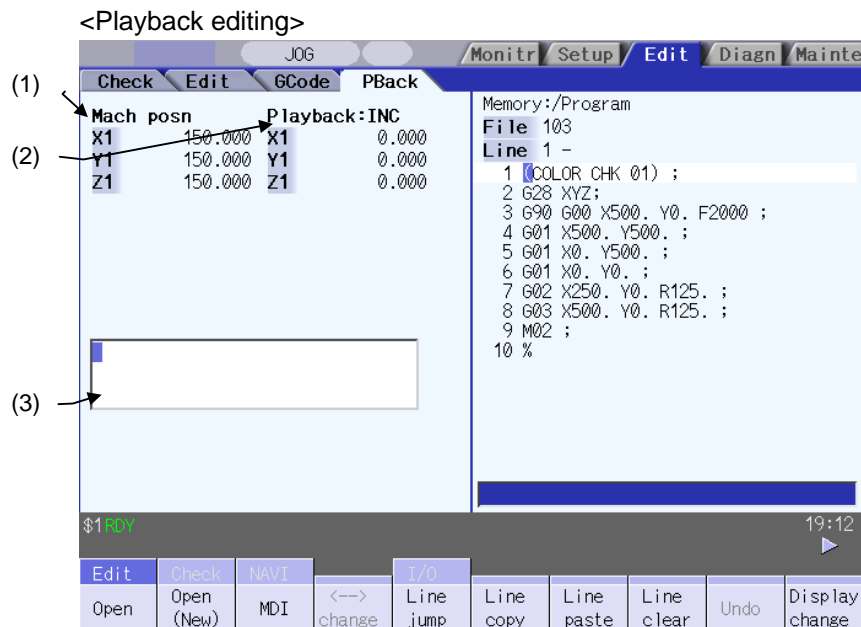 <Playback editing>
JOG Monitr Setup Edit Diagn Mainte
Check Edit GCode PBack
(1)
Mach posn Playback:INC
X1 150.000 X1 0.000
(2)
Y1 150.000 Y1 0.000
Z1 150.000 Z1 0.000
(3)
Memory:/Program
File 103
Line 1 -
1 (COLOR CHK 01) ;
2 G28 XYZ;
3 G90 G00 X500. Y0. F2000 ;
4 G01 X500. Y500. ;
5 G01 X0. Y500. ;
6 G01 X0. Y0. ;
7 G02 X250. Y0. R125. ;
8 G03 X500. Y0. R125. ;
9 M02 ;
10 %
$1 RDY 19:12
Edit Check NAVI I/O
Open
Open
(New)
MDI
<-->
change
Line
jump
Line
copy
Line
paste
Line
clear
Undo
Display
change